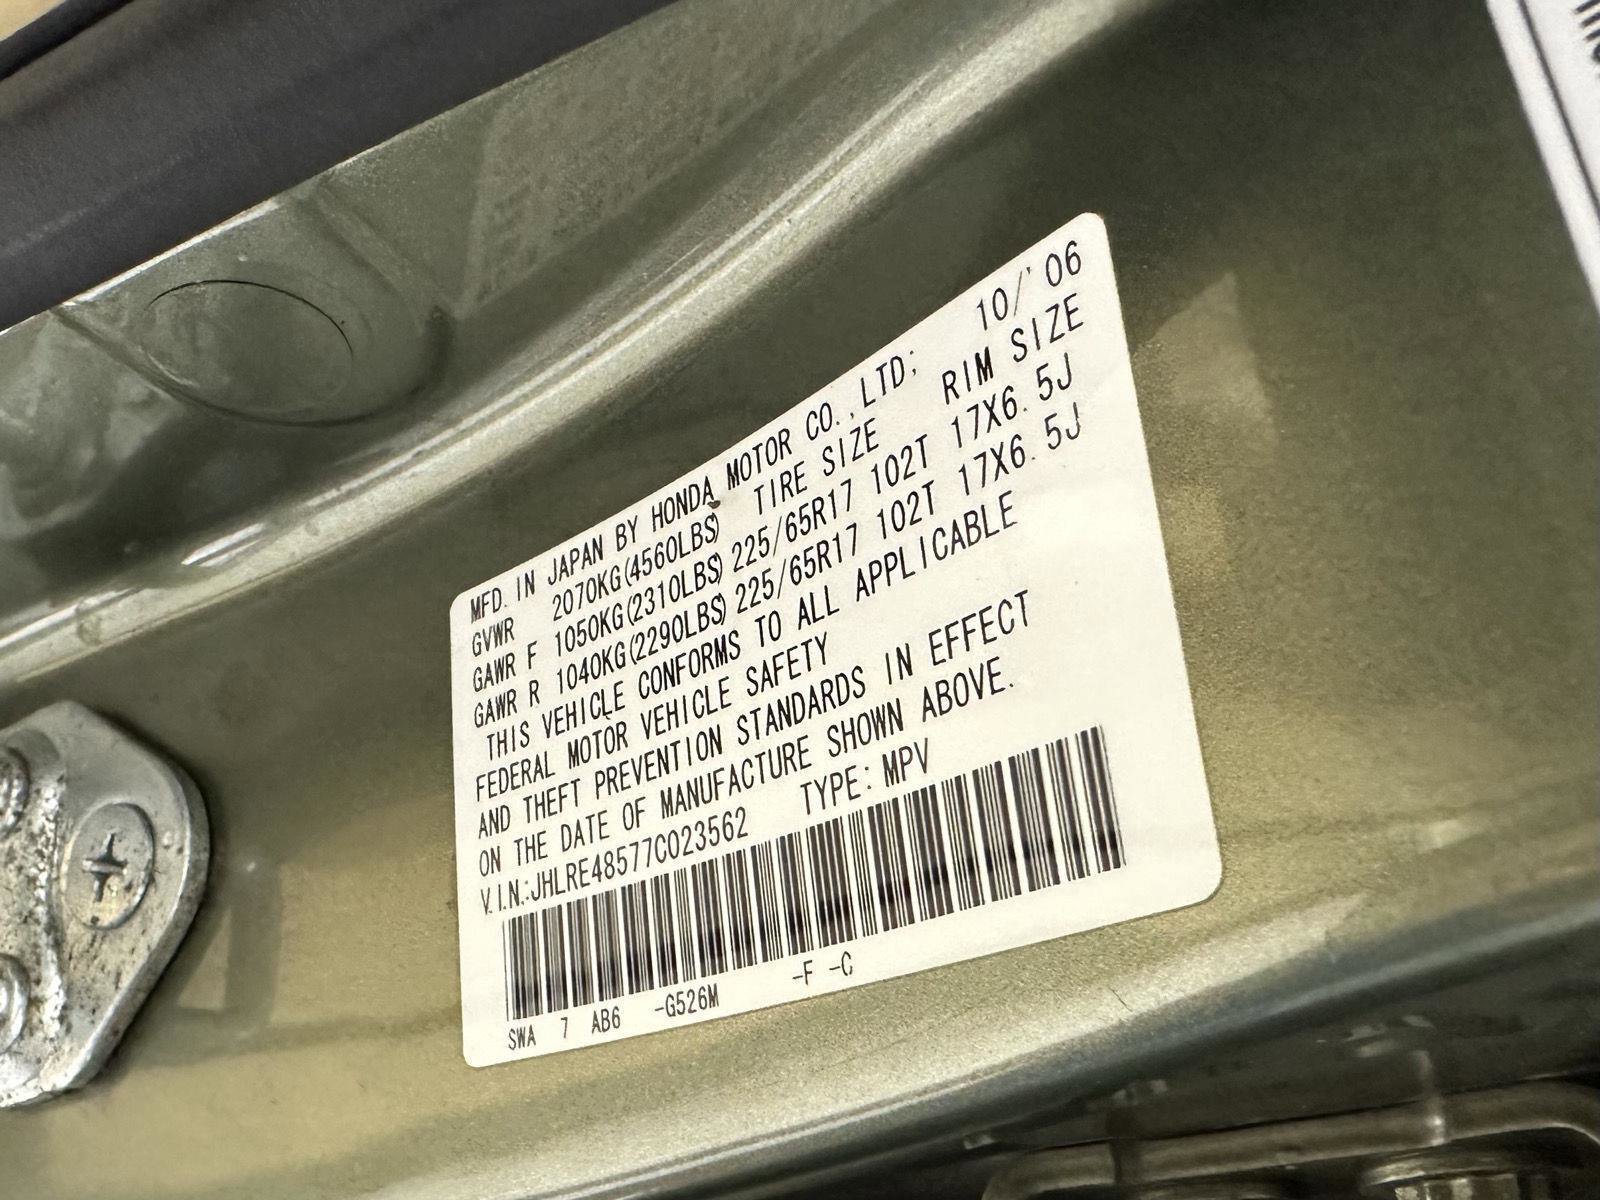 MFD. IN JAPAN BY HONDA MOTOR CO., LTD; 10/'06
GVWR 2070KG(4560LBS) TIRE SIZE RIM SIZE
GAWR F 1050KG(2310LBS) 225/65R17 102T 17X6.5J
GAWR R 1040KG(2290LBS) 225/65R17 102T 17X6.5J
THIS VEHICLE CONFORMS TO ALL APPLICABLE
FEDERAL MOTOR VEHICLE SAFETY
AND THEFT PREVENTION STANDARDS IN EFFECT
ON THE DATE OF MANUFACTURE SHOWN ABOVE.
V.I.N.:JHLRE48577C023562 TYPE: MPV
SWA 7 AB6 -G526M -F -C